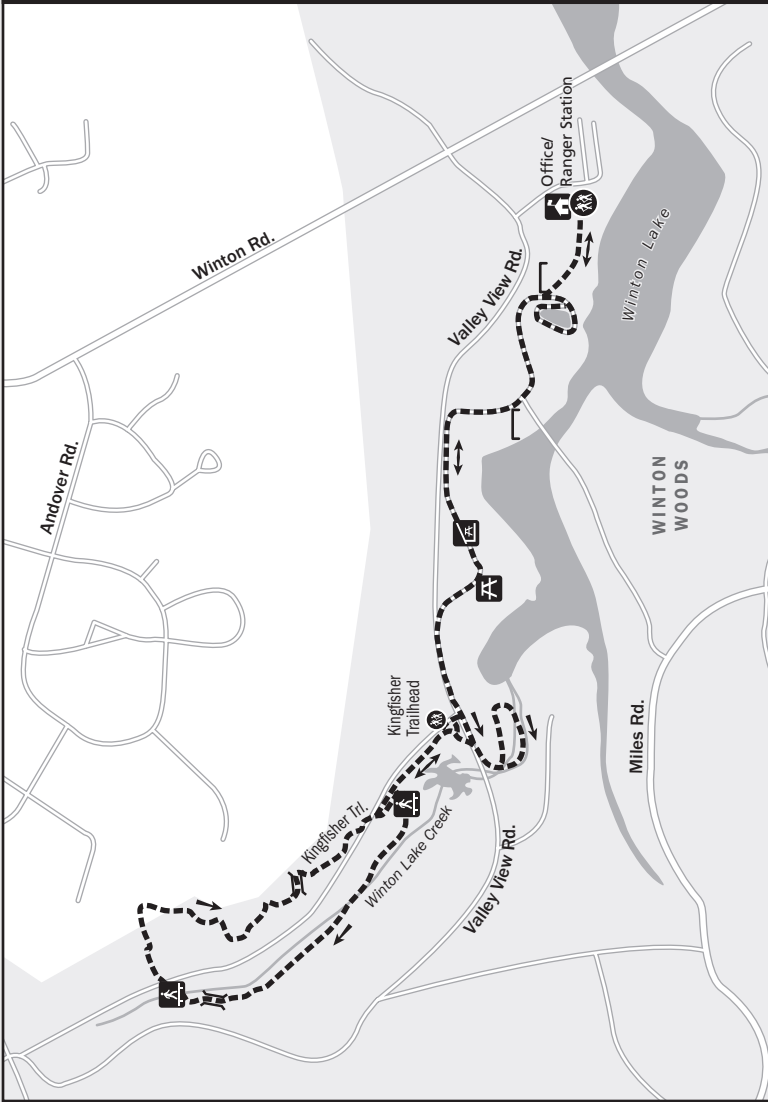 Office/
Ranger Station
Winton Rd.
Winton Lake
Valley View Rd.
Andover Rd.
WINTON
WOODS
Kingfisher
Trailhead
Miles Rd.
Kingfisher Trl.
Winton Lake Creek
Valley View Rd.